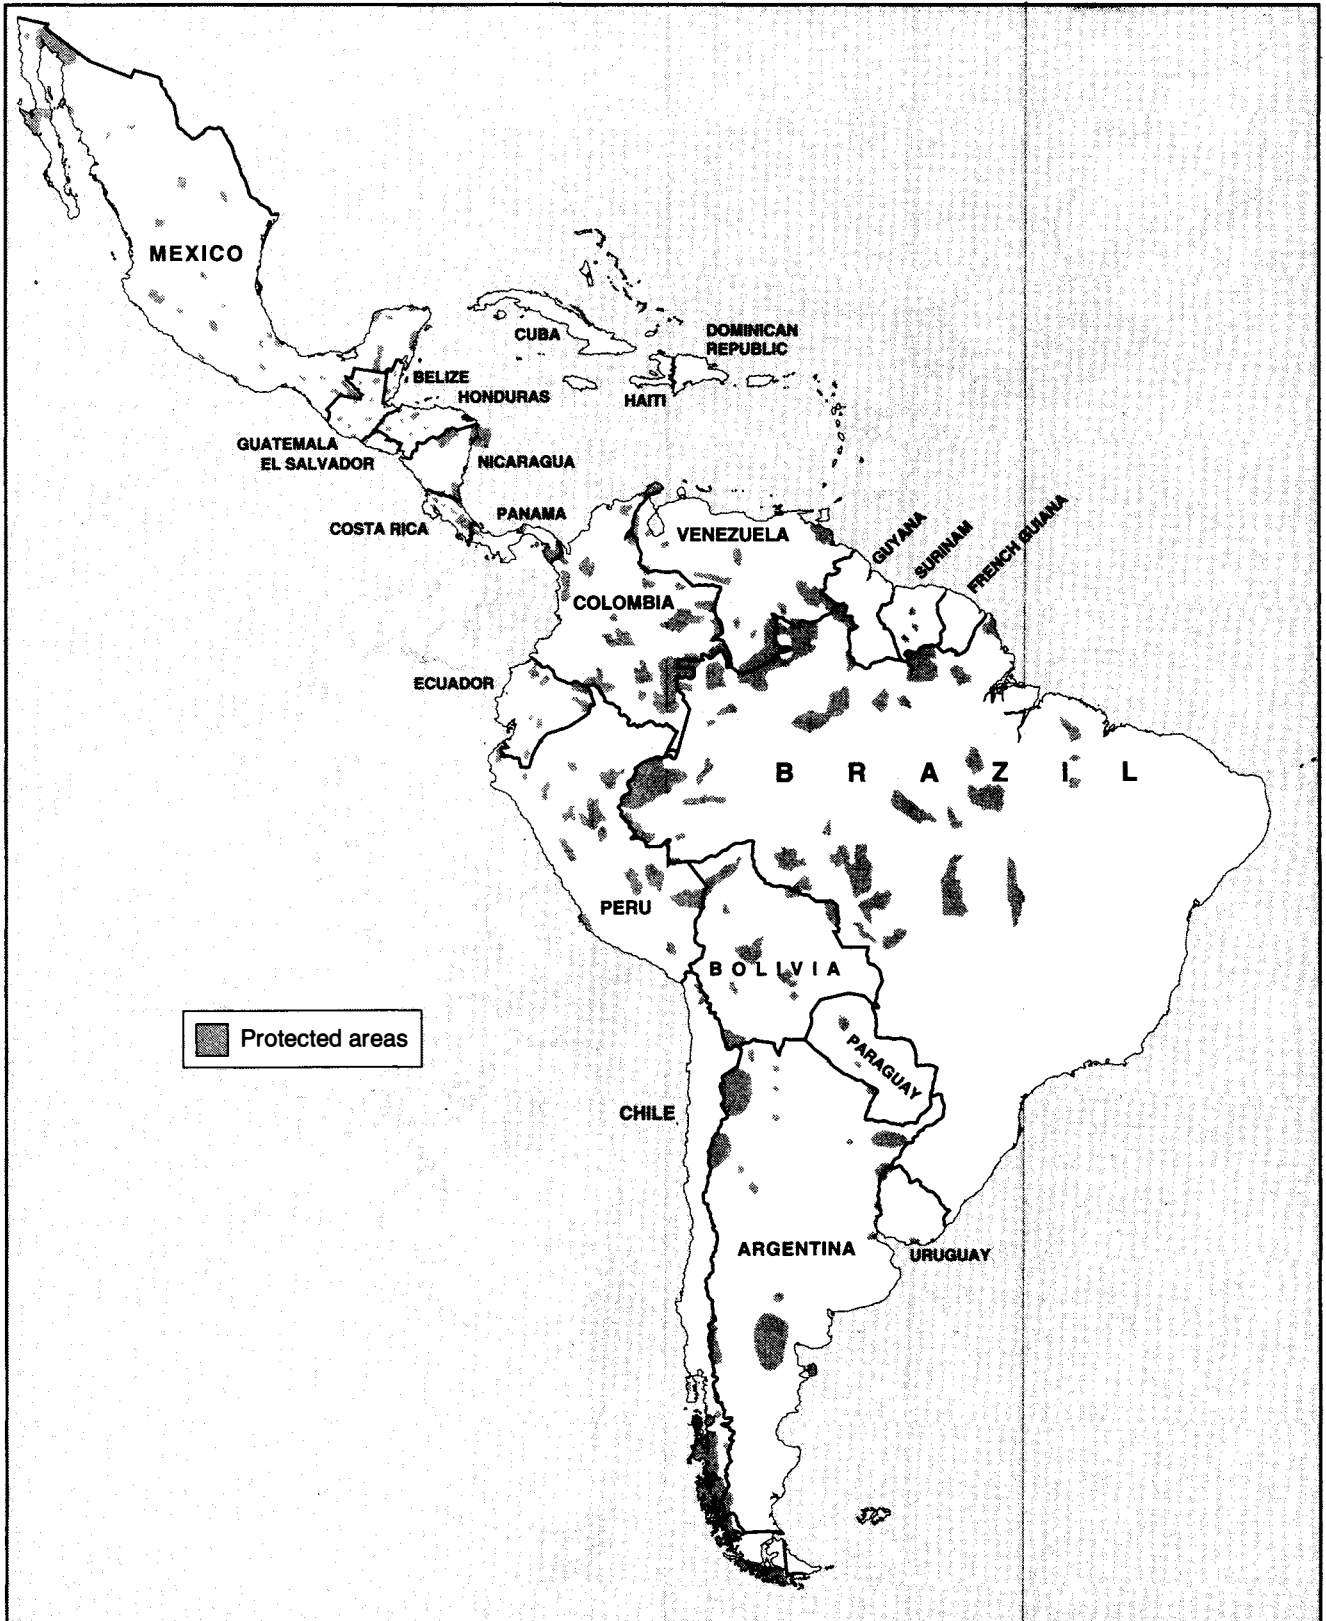 MEXICO
CUBA
DOMINICAN
REPUBLIC
BELIZE
HONDURAS
HAITI
GUATEMALA
EL SALVADOR
NICARAGUA
COSTA RICA
PANAMA
VENEZUELA
GUYANA
SURINAM
FRENCH GUIANA
COLOMBIA
ECUADOR
BRAZIL
PERU
BOLIVIA
Protected areas
PARAGUAY
CHILE
ARGENTINA
URUGUAY